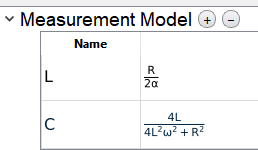 Measurement Model + −
Name
L R/2α
C 4L/4L²ω² + R²